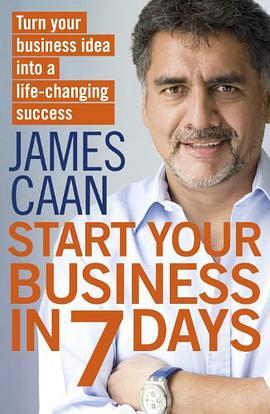 Turn your
business idea
into a
life-changing
success
JAMES
CAAN
START YOUR
BUSINESS
IN 7 DAYS